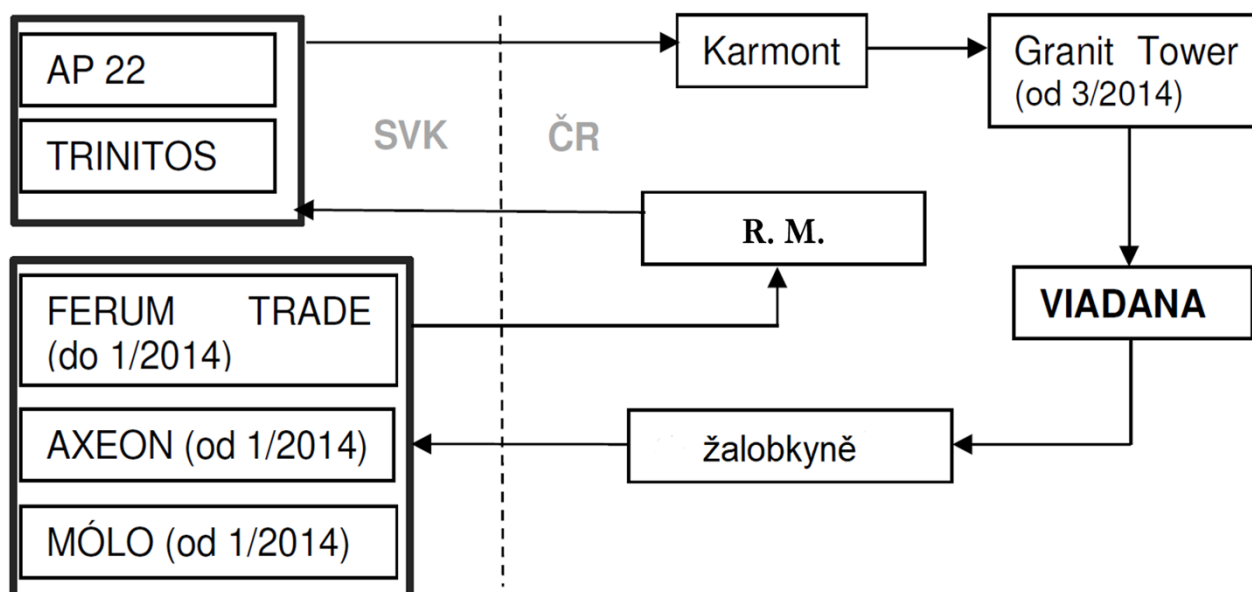 AP 22
TRINITOS
SVK
ČR
Karmont
Granit Tower
(od 3/2014)
R. M.
FERUM TRADE
(do 1/2014)
AXEON (od 1/2014)
MÓLO (od 1/2014)
VIADANA
žalobkyně